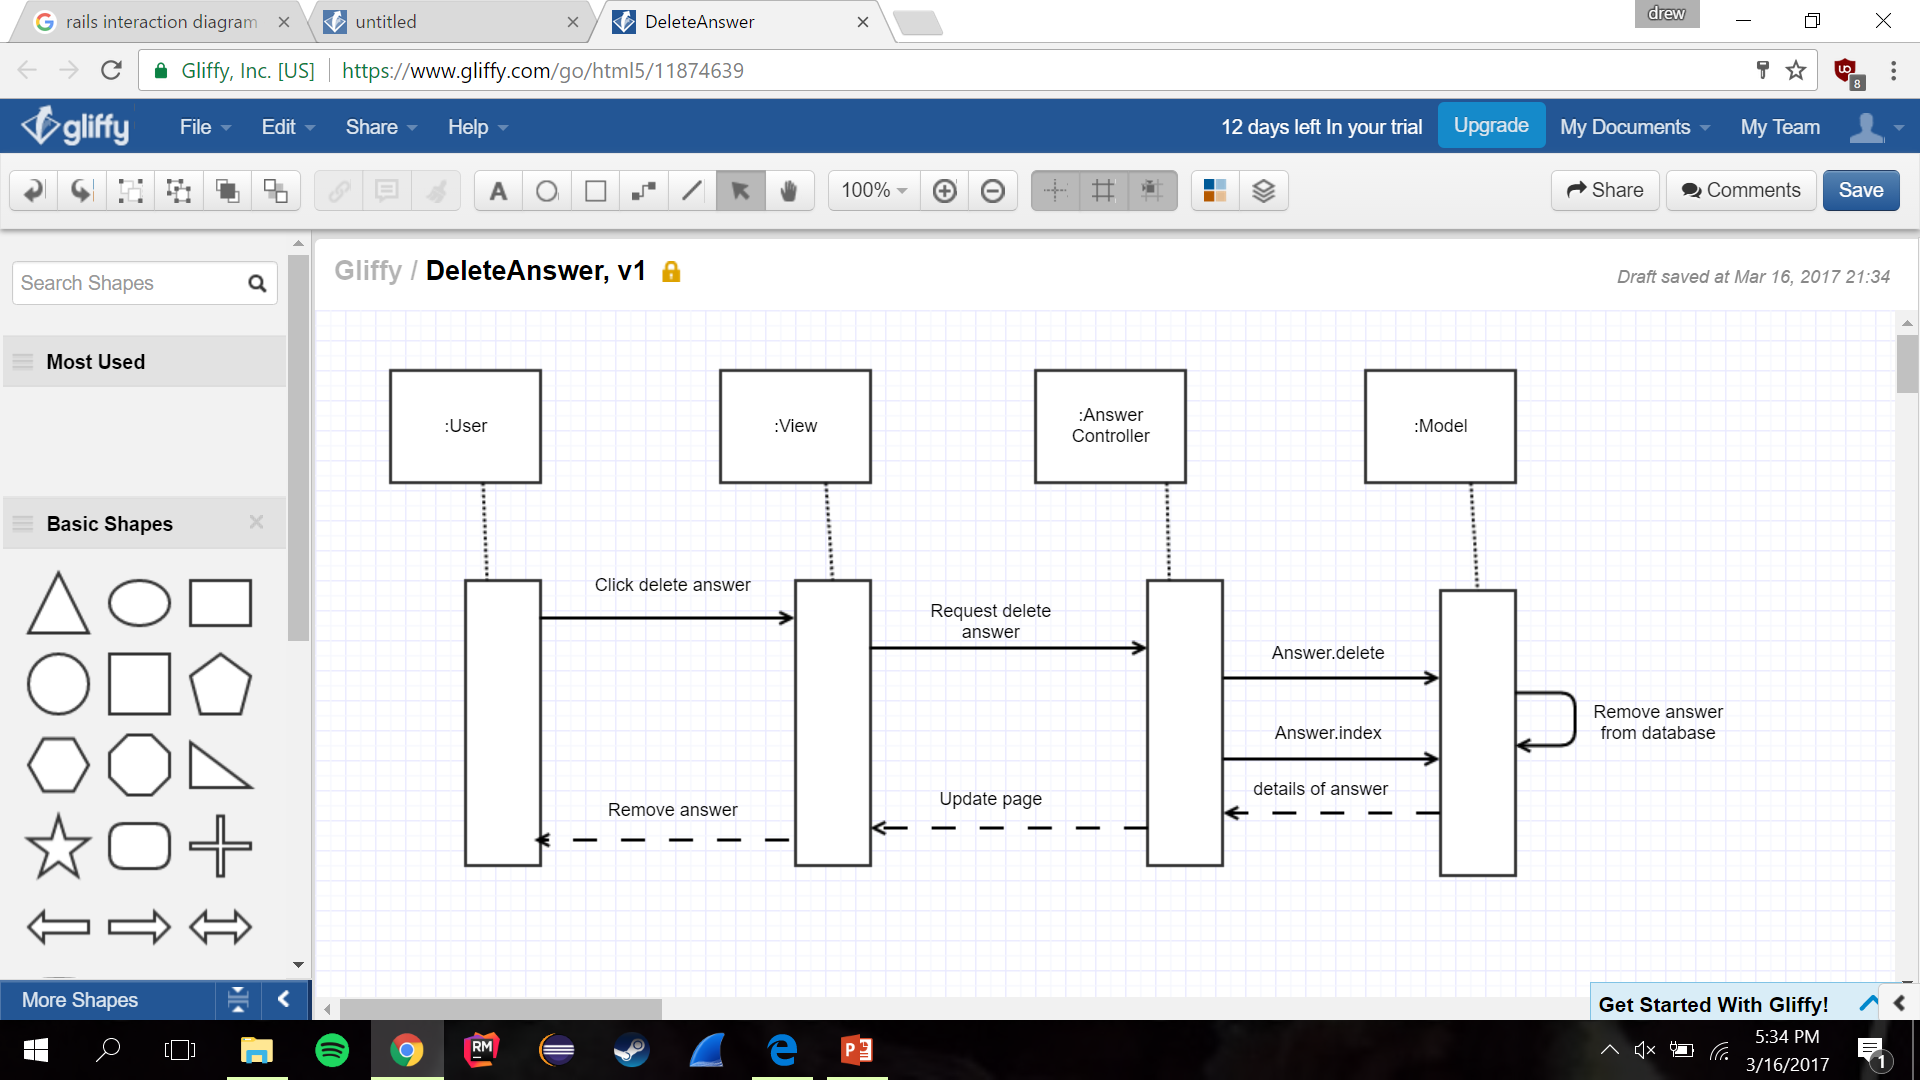 drew
rails interaction diagram
untitled
DeleteAnswer
Gliffy, Inc. [US]
https://www.gliffy.com/go/html5/11874639
uo
8
gliffy
File
Edit
Share
Help
12 days left In your trial
Upgrade
My Documents
My Team
A
100%
Share
Comments
Save
Search Shapes
Gliffy / DeleteAnswer, v1
Draft saved at Mar 16, 2017 21:34
Most Used
Basic Shapes
:User
:View
:Answer
Controller
:Model
Click delete answer
Request delete
answer
Answer.delete
Remove answer
from database
Answer.index
details of answer
Update page
Remove answer
More Shapes
Get Started With Gliffy!
RM
P
5:34 PM
3/16/2017
1